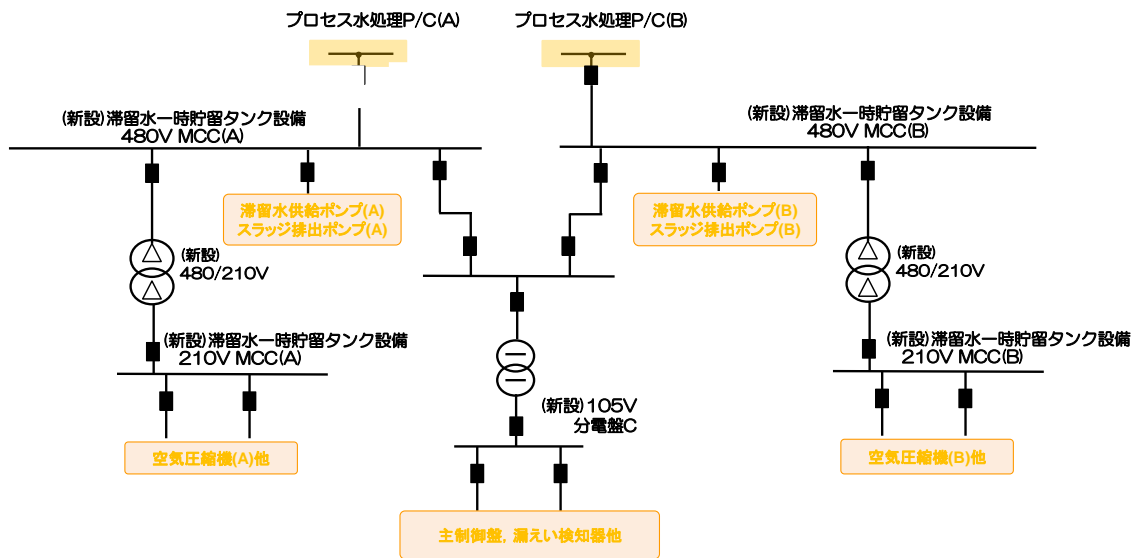 プロセス水処理P/C(A)
プロセス水処理P/C(B)
(新設)滞留水一時貯留タンク設備
480V MCC(A)
(新設)滞留水一時貯留タンク設備
480V MCC(B)
滞留水供給ポンプ(A)
スラッジ排出ポンプ(A)
滞留水供給ポンプ(B)
スラッジ排出ポンプ(B)
(新設)
480/210V
(新設)
480/210V
(新設)滞留水一時貯留タンク設備
210V MCC(A)
(新設)滞留水一時貯留タンク設備
210V MCC(B)
(新設)105V
分電盤C
空気圧縮機(A)他
空気圧縮機(B)他
主制御盤, 漏えい検知器他